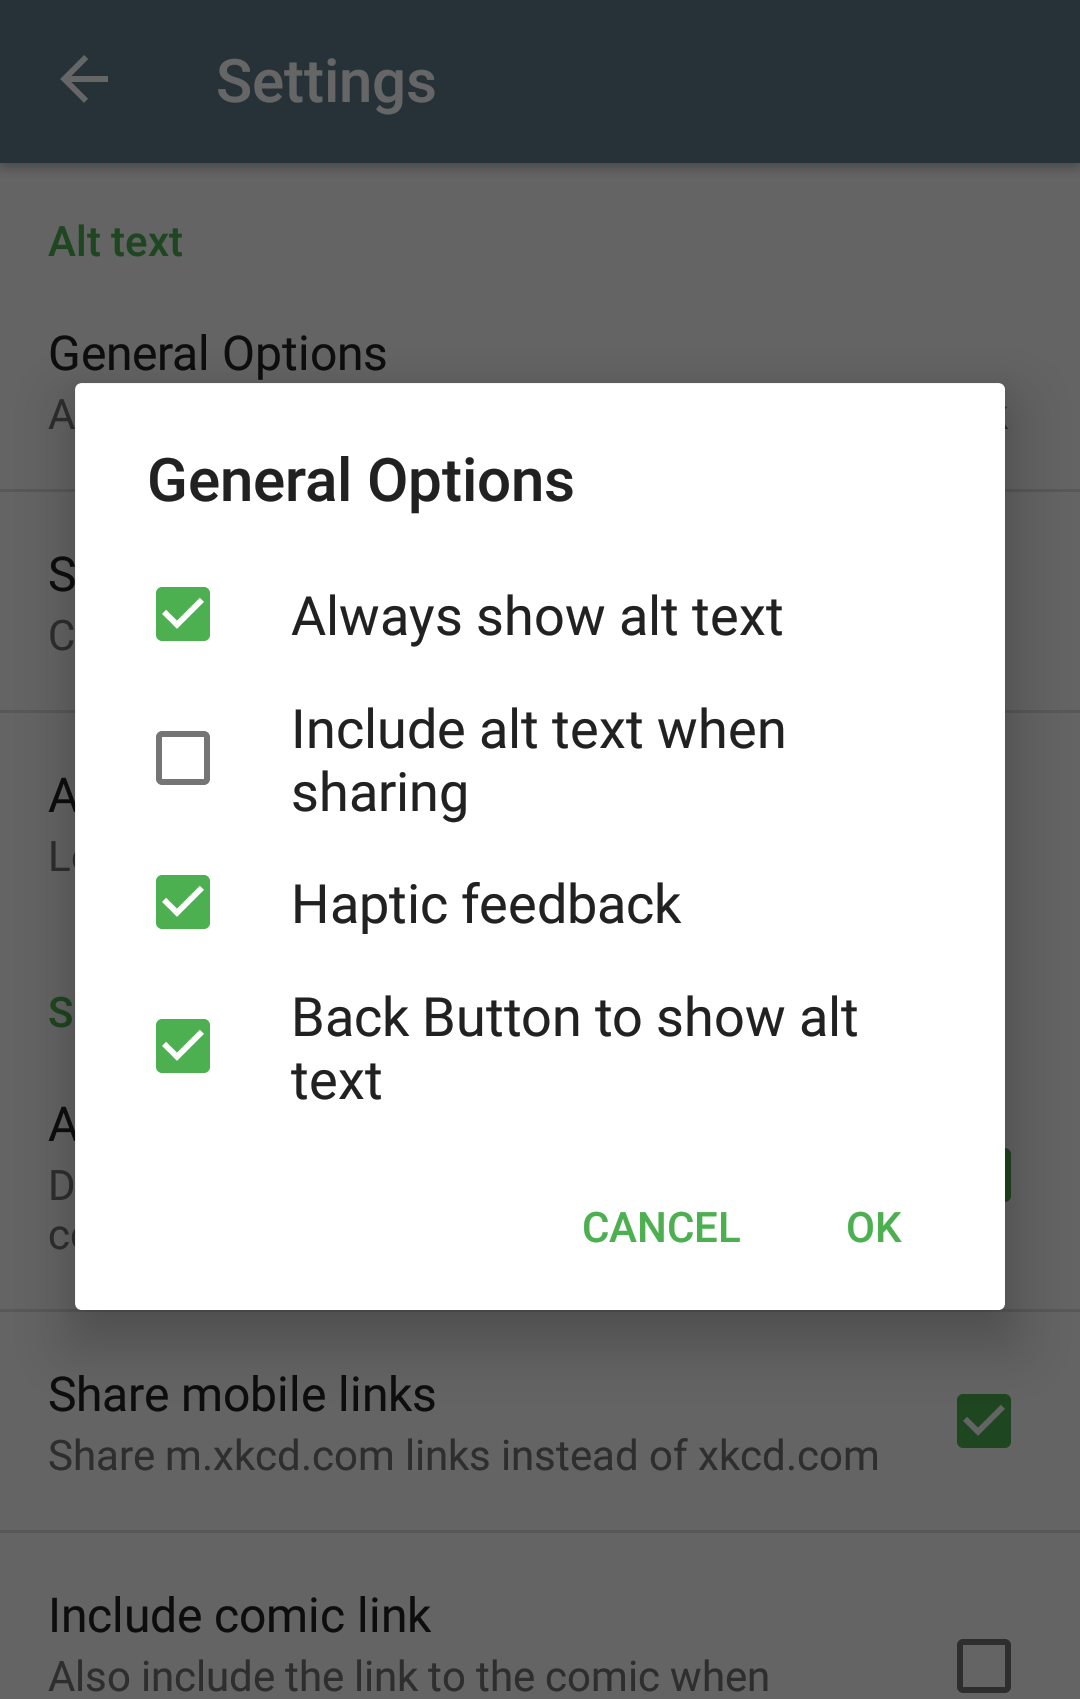 Settings
Alt text
General Options
General Options
Always show alt text
Include alt text when
sharing
Haptic feedback
Back Button to show alt
text
CANCEL
OK
Share mobile links
Share m.xkcd.com links instead of xkcd.com
Include comic link
Also include the link to the comic when